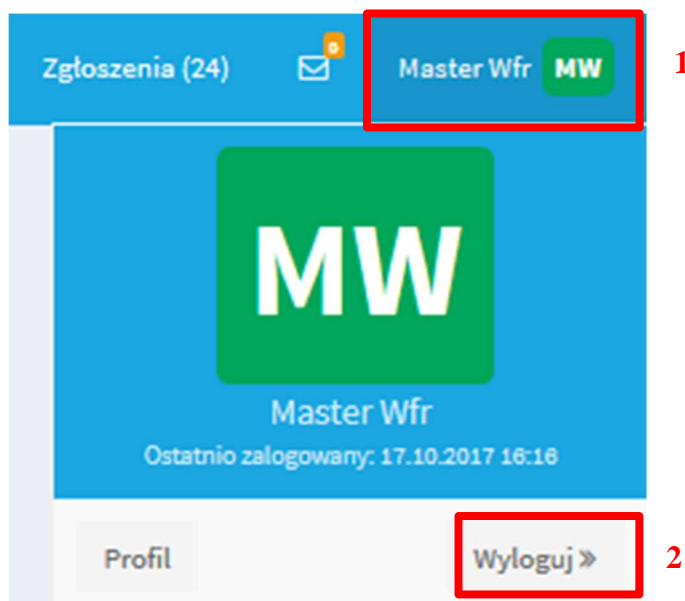 Zgłoszenia (24) 0 Master Wfr MW 1
MW
Master Wfr
Ostatnio zalogowany: 17.10.2017 16:16
Profil Wyloguj » 2